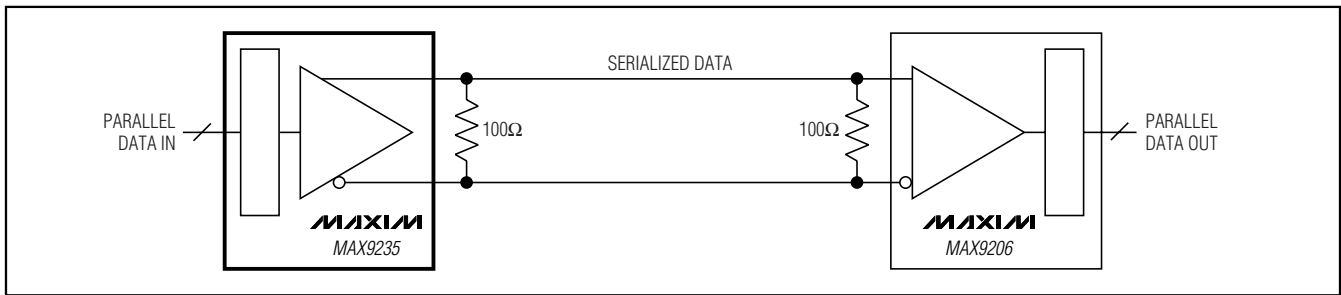 SERIALIZED DATA
PARALLEL
DATA IN
100Ω
100Ω
PARALLEL
DATA OUT
MAXIM
MAX9235
MAXIM
MAX9206